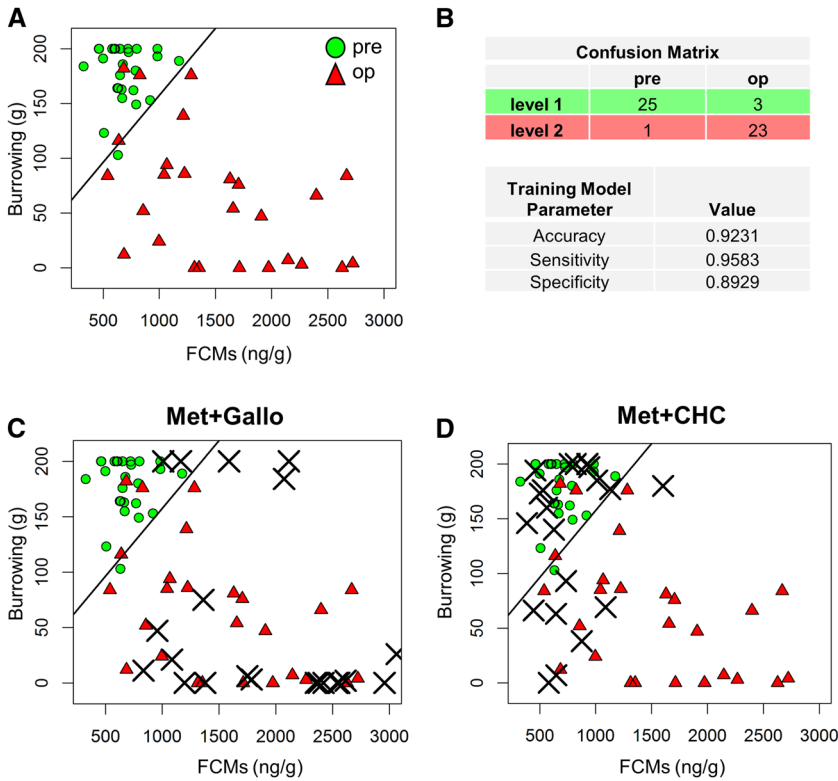 A
pre
op
200
150
100
50
0
Burrowing (g)
500 1000 1500 2000 2500 3000
FCMs (ng/g)
B
Confusion Matrix
pre op
level 1 25 3
level 2 1 23
Training Model
Parameter Value
Accuracy 0.9231
Sensitivity 0.9583
Specificity 0.8929
C
Met+Gallo
200
150
100
50
0
Burrowing (g)
500 1000 1500 2000 2500 3000
FCMs (ng/g)
D
Met+CHC
200
150
100
50
0
Burrowing (g)
500 1000 1500 2000 2500 3000
FCMs (ng/g)